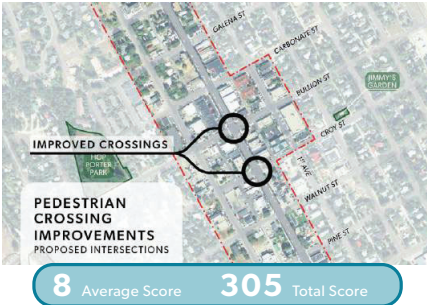 GALENA ST
CARBONATE ST
BULLION ST
JIMMY'S
GARDEN
CROY ST
IMPROVED CROSSINGS
HOP
PORTER
PARK
1ST AVE
WALNUT ST
PINE ST
PEDESTRIAN
CROSSING
IMPROVEMENTS
PROPOSED INTERSECTIONS
8 Average Score 305 Total Score